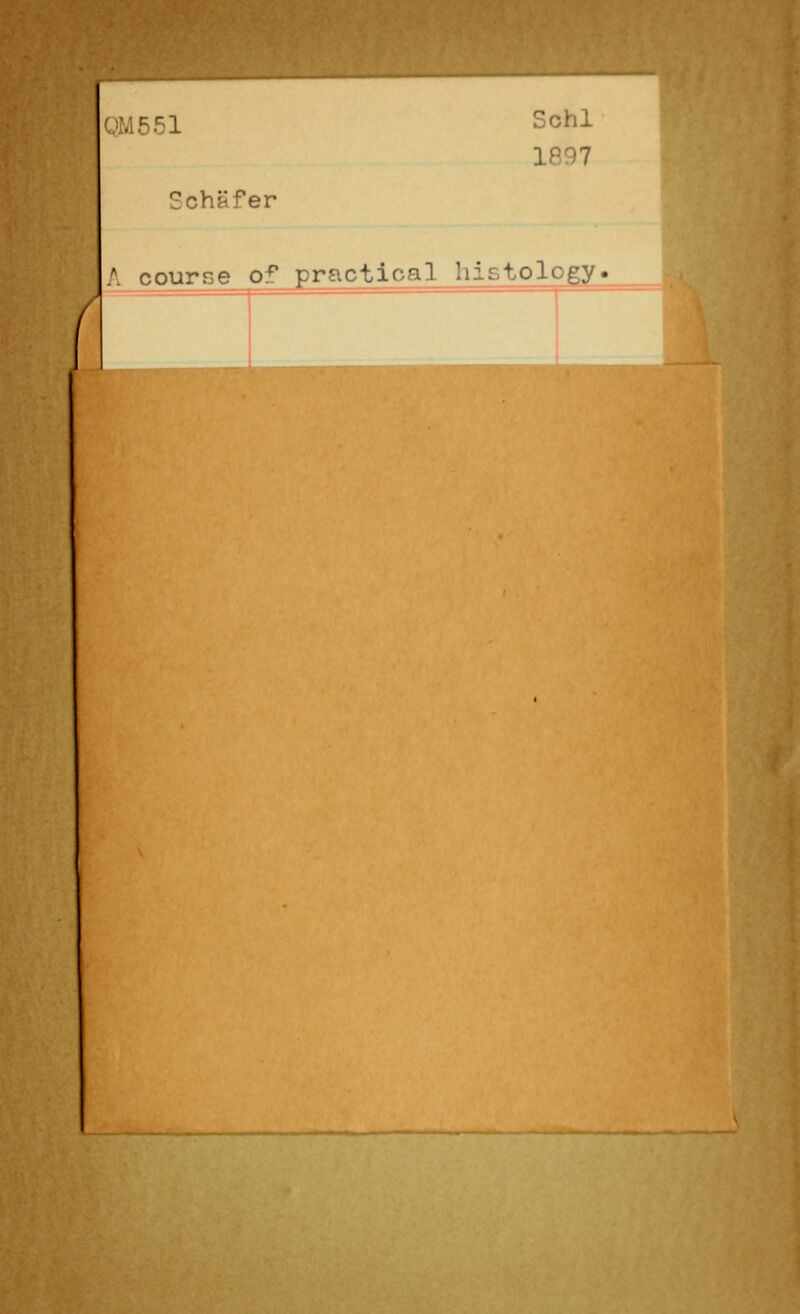 QM551 Schl
1897
Schäfer
A course of practical histology.